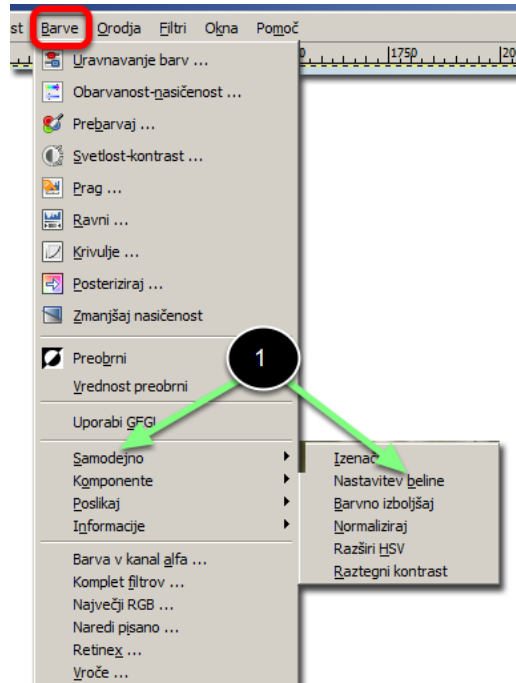 st Barve Orodja Filtri Okna Pomoč
0 1750 20
Uravnavanje barv ...
Obarvanost-nasičenost ...
Prebarvaj ...
Svetlost-kontrast ...
Prag ...
Ravni ...
Krivulje ...
Posteriziraj ...
Zmanjšaj nasičenost
Preobrni
1
Vrednost preobrni
Uporabi GEGL
Samodejno
Komponente
Poslikaj
Informacije
Nastavitev beline
Barvno izboljšaj
Normaliziraj
Razširi HSV
Raztegni kontrast
Barva v kanal alfa ...
Komplet filtrov ...
Največji RGB ...
Naredi pisano ...
Retinex ...
Vroče ...